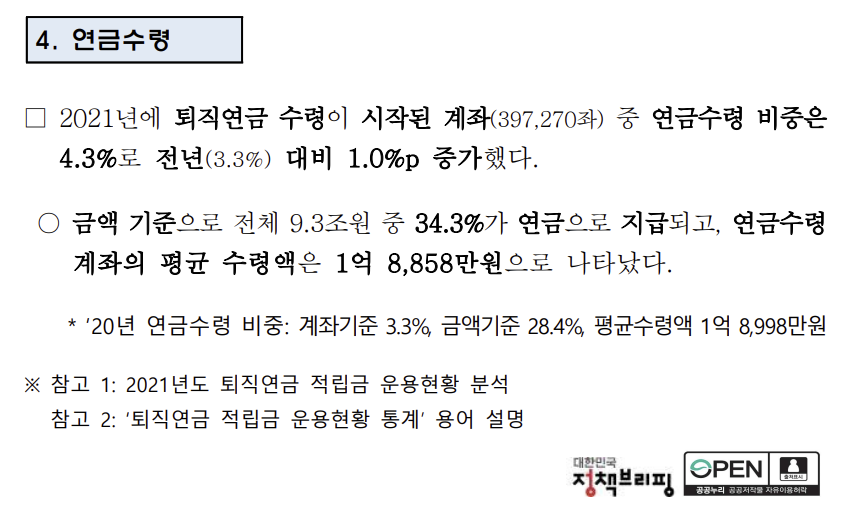 4. 연금수령
□ 2021년에 퇴직연금 수령이 시작된 계좌(397,270좌) 중 연금수령 비중은
4.3%로 전년(3.3%) 대비 1.0%p 증가했다.
○ 금액 기준으로 전체 9.3조원 중 34.3%가 연금으로 지급되고, 연금수령
계좌의 평균 수령액은 1억 8,858만원으로 나타났다.
* ‘20년 연금수령 비중: 계좌기준 3.3%, 금액기준 28.4%, 평균수령액 1억 8,998만원
※ 참고 1: 2021년도 퇴직연금 적립금 운용현황 분석
참고 2: ‘퇴직연금 적립금 운용현황 통계’ 용어 설명
대한민국
정책브리핑
OPEN
출처표시
공공누리 공공저작물 자유이용허락